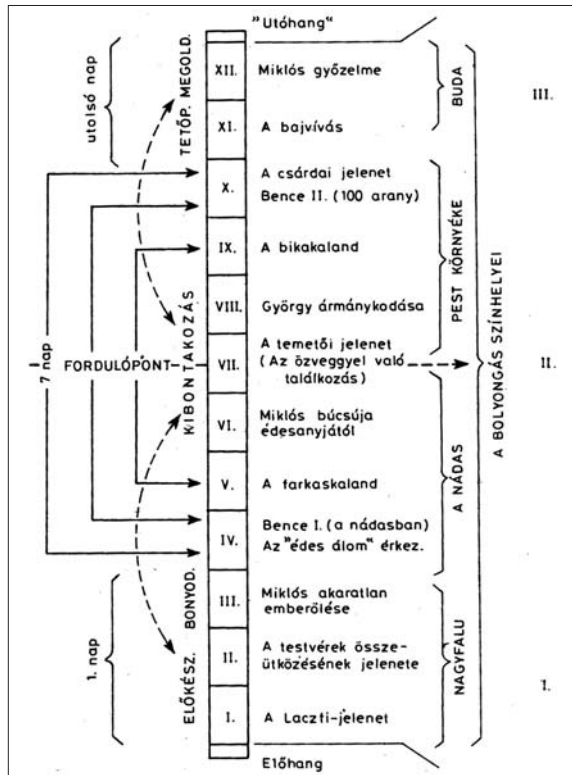 "Utóhang"
XII. Miklós győzelme
XI. A bajvívás
X. A csárdai jelenet
Bence II. (100 arany)
IX. A bikakaland
VIII. György ármánykodása
VII. A temetői jelenet
(Az özveggyel való
találkozás)
VI. Miklós búcsúja
édesanyjától
V. A farkaskaland
IV. Bence I. (a nádasban)
Az "édes álom" érkez.
III. Miklós akaratlan
emberölése
II. A testvérek össze-
ütközésének jelenete
I. A Laczti-jelenet
Előhang
utolsó nap
7 nap
1. nap
TETŐP. MEGOLD.
KIBONTAKOZÁS
FORDULÓPONT
ELŐKÉSZ. BONYOD.
BUDA
PEST KÖRNYÉKE
A NÁDAS
NAGYFALU
A BOLYONGÁS SZÍNHELYEI
III.
II.
I.